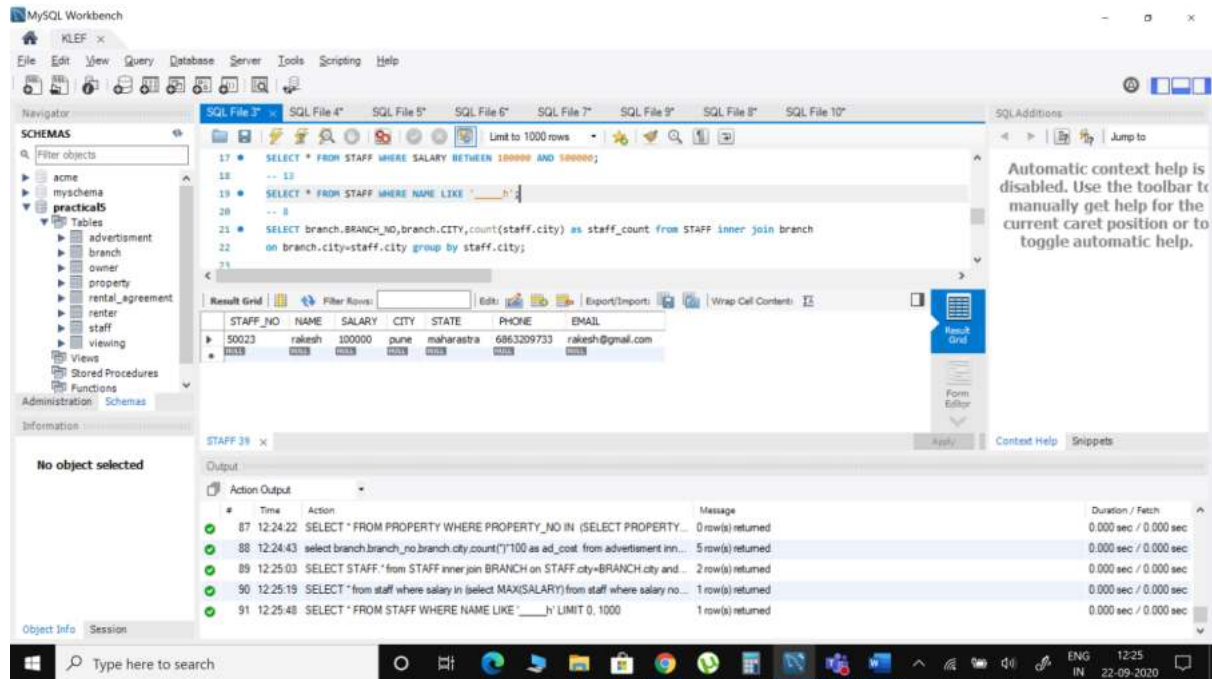 MySQL Workbench
KLEF ×
File Edit View Query Database Server Tools Scripting Help
Navigator
SCHEMAS
Filter objects
acme
myschema
practical5
Tables
advertisment
branch
owner
property
rental_agreement
renter
staff
viewing
Views
Stored Procedures
Functions
Administration Schemas
Information
No object selected
Object Info Session
SQL File 3* × SQL File 4* SQL File 5* SQL File 6* SQL File 7* SQL File 9* SQL File 8* SQL File 10*
Limit to 1000 rows
17 SELECT * FROM STAFF WHERE SALARY BETWEEN 100000 AND 500000;
18 -- 13
19 SELECT * FROM STAFF WHERE NAME LIKE '_____h';
20 -- 8
21 SELECT branch.BRANCH_NO,branch.CITY,count(staff.city) as staff_count from STAFF inner join branch
22 on branch.city=staff.city group by staff.city;
23
Result Grid Filter Rows: Edit: Export/Import: Wrap Cell Content:
STAFF_NO NAME SALARY CITY STATE PHONE EMAIL
50023 rakesh 100000 pune maharastra 6863209733 rakesh@gmail.com
NULL NULL NULL NULL NULL NULL NULL
Result Grid
Form Editor
STAFF 39 ×
Apply
SQLAdditions
Jump to
Automatic context help is
disabled. Use the toolbar to
manually get help for the
current caret position or to
toggle automatic help.
Context Help Snippets
Output
Action Output
# Time Action Message Duration / Fetch
87 12:24:22 SELECT * FROM PROPERTY WHERE PROPERTY_NO IN (SELECT PROPERTY... 0 row(s) returned 0.000 sec / 0.000 sec
88 12:24:43 select branch.branch_no,branch.city,count(*)*100 as ad_cost from advertisment inn... 5 row(s) returned 0.000 sec / 0.000 sec
89 12:25:03 SELECT STAFF.* from STAFF inner join BRANCH on STAFF.city=BRANCH.city and... 2 row(s) returned 0.000 sec / 0.000 sec
90 12:25:19 SELECT * from staff where salary in (select MAX(SALARY) from staff where salary no... 1 row(s) returned 0.000 sec / 0.000 sec
91 12:25:48 SELECT * FROM STAFF WHERE NAME LIKE '_____h' LIMIT 0, 1000 1 row(s) returned 0.000 sec / 0.000 sec
Type here to search
ENG
IN
12:25
22-09-2020